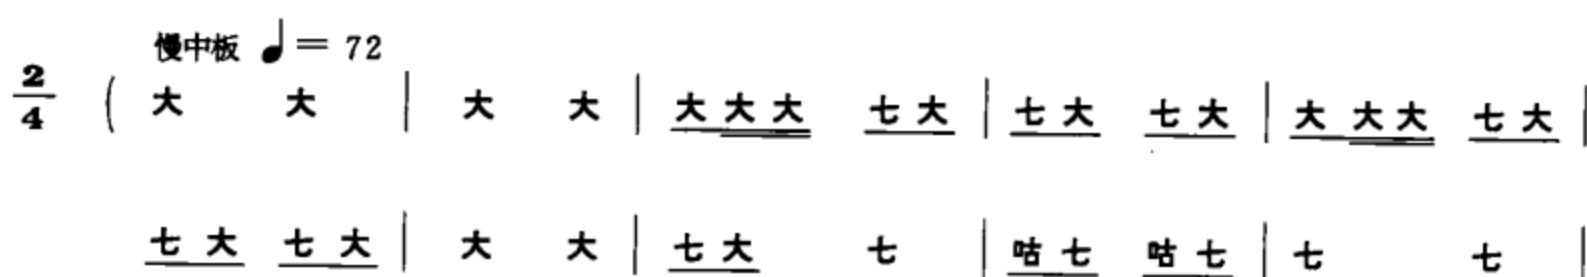 慢中板 ♩= 72
2/4 ( 大 大 | 大 大 | 大 大 大 七 大 | 七 大 七 大 | 大 大 大 七 大 |
七 大 七 大 | 大 大 | 七 大 七 | 咕 七 咕 七 | 七 七 |